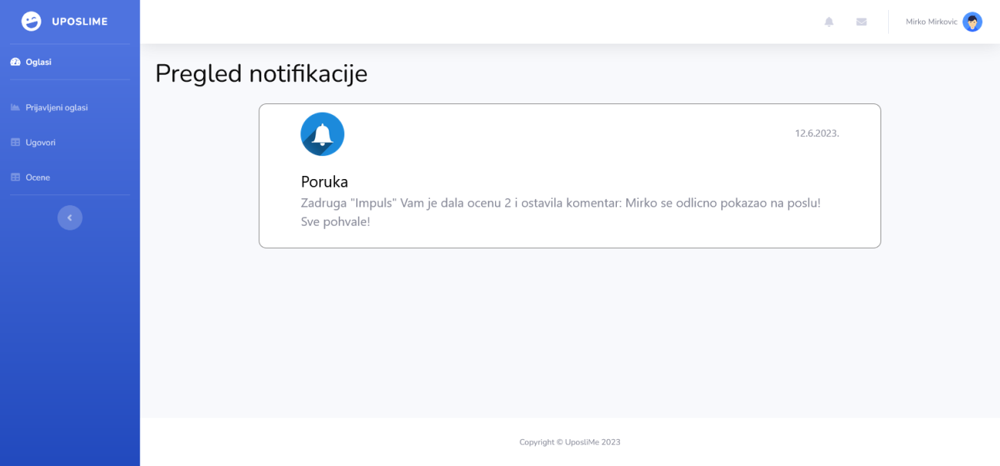 UPOSLIME
Mirko Mirkovic
Oglasi
Prijavljeni oglasi
Ugovori
Ocene
Pregled notifikacije
12.6.2023.
Poruka
Zadruga "Impuls" Vam je dala ocenu 2 i ostavila komentar: Mirko se odlicno pokazao na poslu!
Sve pohvale!
Copyright © UposliMe 2023